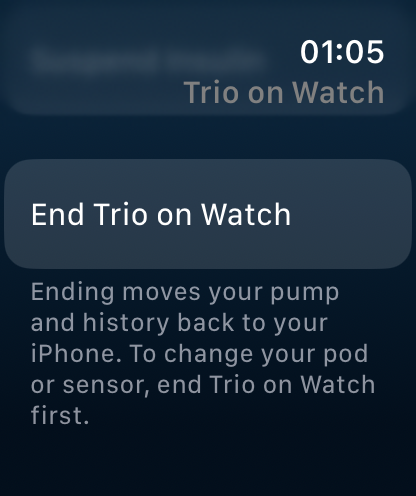 01:05
Trio on Watch
End Trio on Watch
Ending moves your pump
and history back to your
iPhone. To change your pod
or sensor, end Trio on Watch
first.